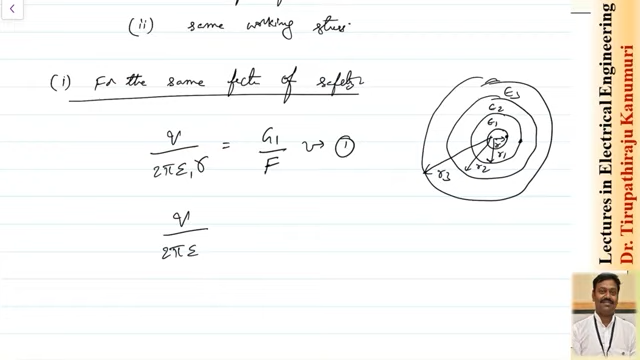 (ii) same working stress.
(i) For the same factor of safety
q / 2πε₁r = G₁ / F → ①
q / 2πε
ε₃
ε₂
ε₁
r
r₁
r₂
r₃
Lectures in Electrical Engineering
Dr. Tirupathiraju Kanumuri